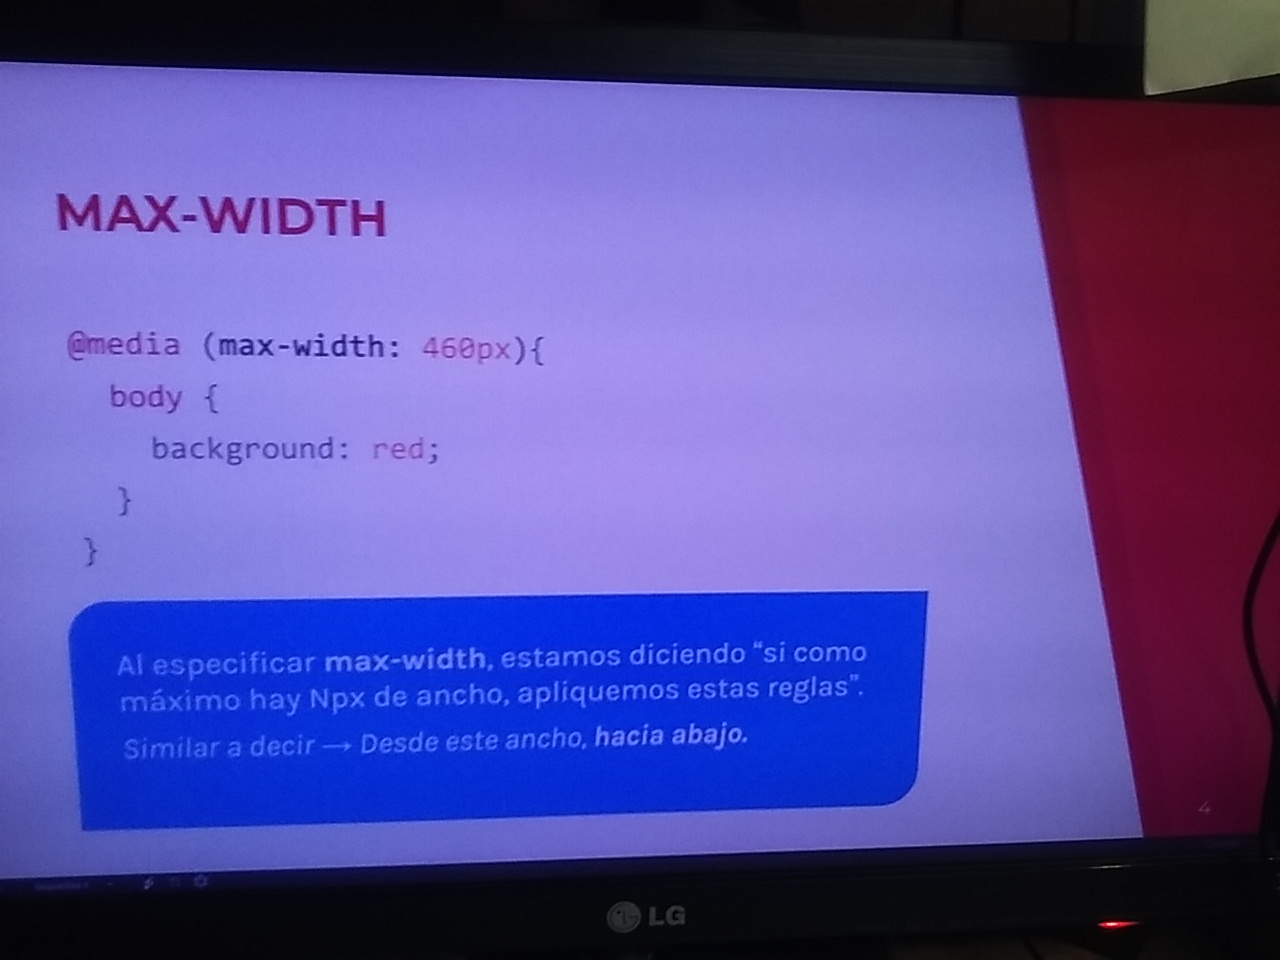 MAX-WIDTH
@media (max-width: 460px){
body {
background: red;
}
}
Al especificar max-width, estamos diciendo “si como
máximo hay Npx de ancho, apliquemos estas reglas”.
Similar a decir → Desde este ancho, hacia abajo.
4
LG